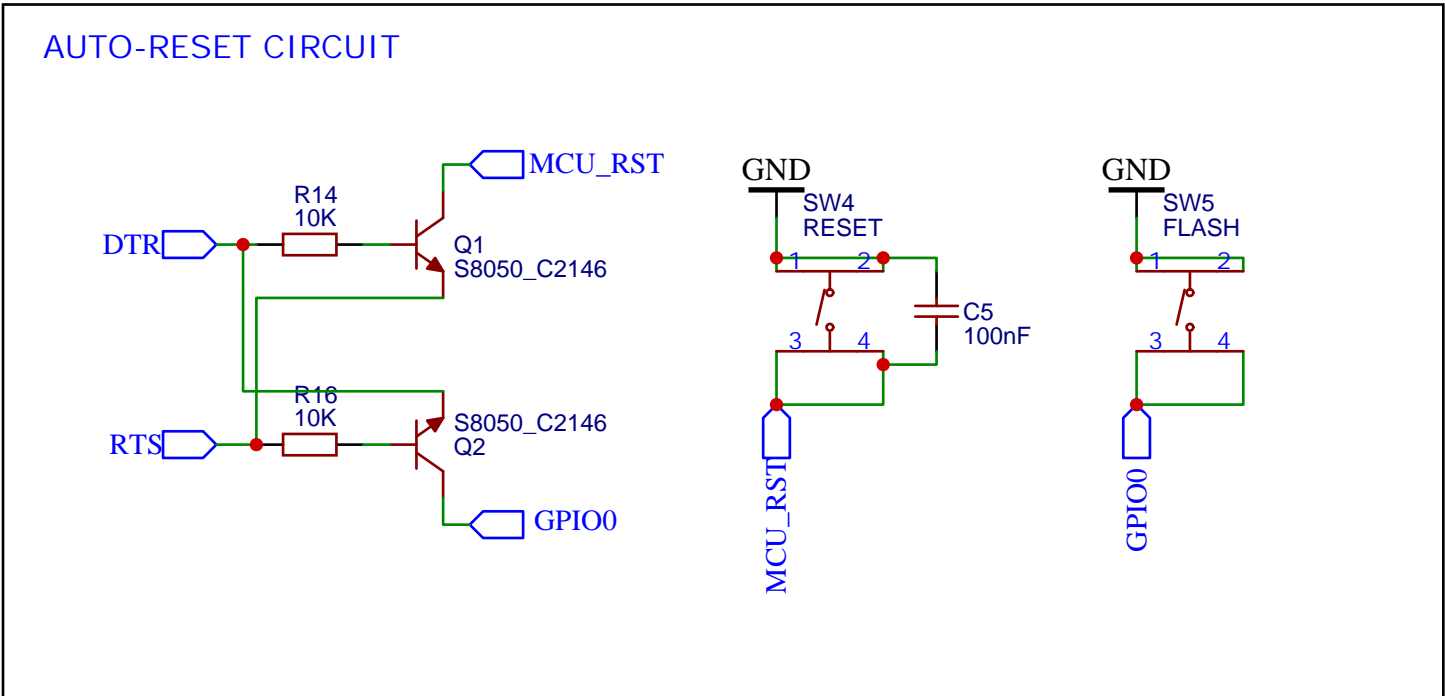 AUTO-RESET CIRCUIT
MCU_RST
R14
10K
DTR
Q1
S8050_C2146
R16
10K
RTS
S8050_C2146
Q2
GPIO0
GND
SW4
RESET
1 2
3 4
C5
100nF
MCU_RST
GND
SW5
FLASH
1 2
3 4
GPIO0